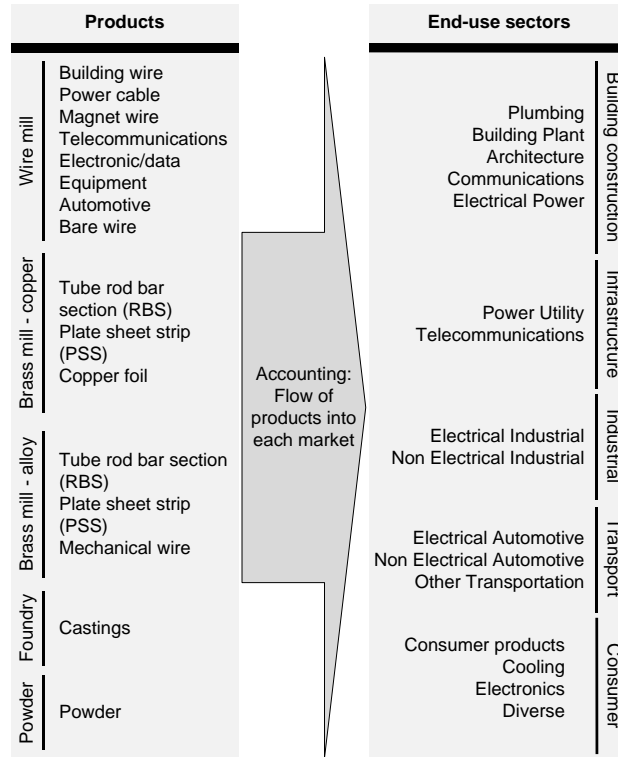 Products
Wire mill
Building wire
Power cable
Magnet wire
Telecommunications
Electronic/data
Equipment
Automotive
Bare wire
Brass mill - copper
Tube rod bar
section (RBS)
Plate sheet strip
(PSS)
Copper foil
Brass mill - alloy
Tube rod bar section
(RBS)
Plate sheet strip
(PSS)
Mechanical wire
Foundry
Castings
Powder
Powder
Accounting:
Flow of
products into
each market
End-use sectors
Plumbing
Building Plant
Architecture
Communications
Electrical Power
Building construction
Power Utility
Telecommunications
Infrastructure
Electrical Industrial
Non Electrical Industrial
Industrial
Electrical Automotive
Non Electrical Automotive
Other Transportation
Transport
Consumer products
Cooling
Electronics
Diverse
Consumer